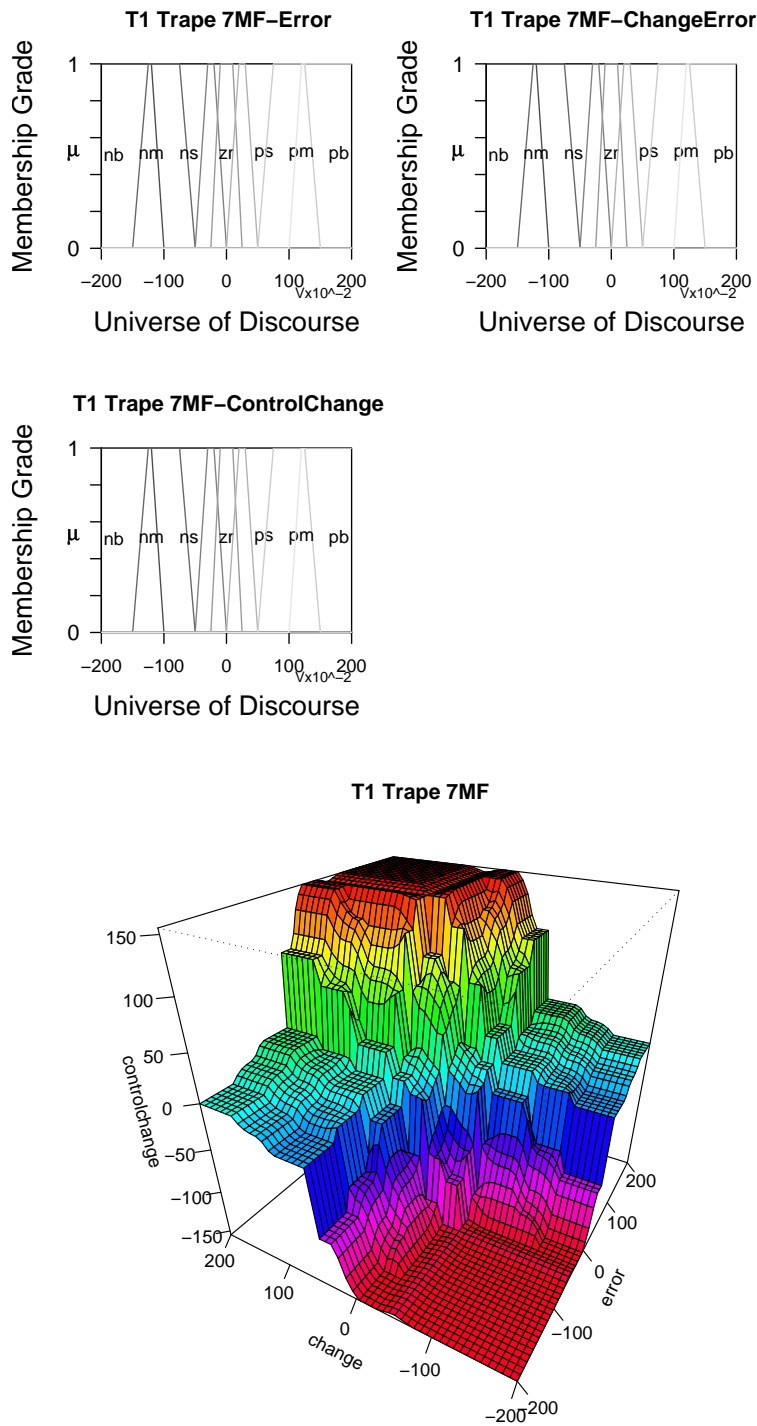 T1 Trape 7MF−Error
Membership Grade
μ
1
0
nb nm ns zr ps pm pb
−200 −100 0 100 200
Vx10^−2
Universe of Discourse
T1 Trape 7MF−ChangeError
Membership Grade
μ
1
0
nb nm ns zr ps pm pb
−200 −100 0 100 200
Vx10^−2
Universe of Discourse
T1 Trape 7MF−ControlChange
Membership Grade
μ
1
0
nb nm ns zr ps pm pb
−200 −100 0 100 200
Vx10^−2
Universe of Discourse
T1 Trape 7MF
150
100
50
0
−50
−100
−150
controlchange
200
100
0
−100
−200
change
200
100
0
−100
−200
error